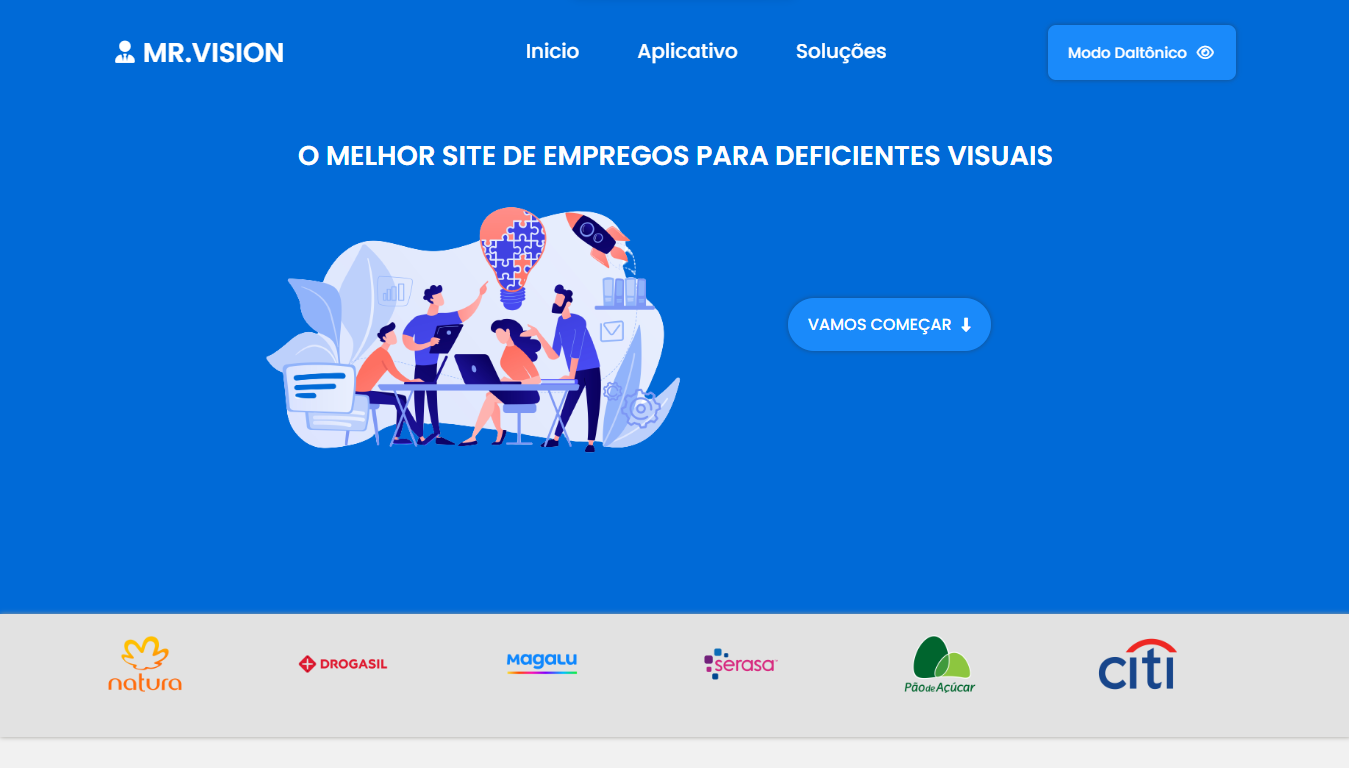 MR.VISION
Inicio
Aplicativo
Soluções
Modo Daltônico
O MELHOR SITE DE EMPREGOS PARA DEFICIENTES VISUAIS
VAMOS COMEÇAR
natura
DROGASIL
MagaLu
serasa
Pão de Açúcar
citi